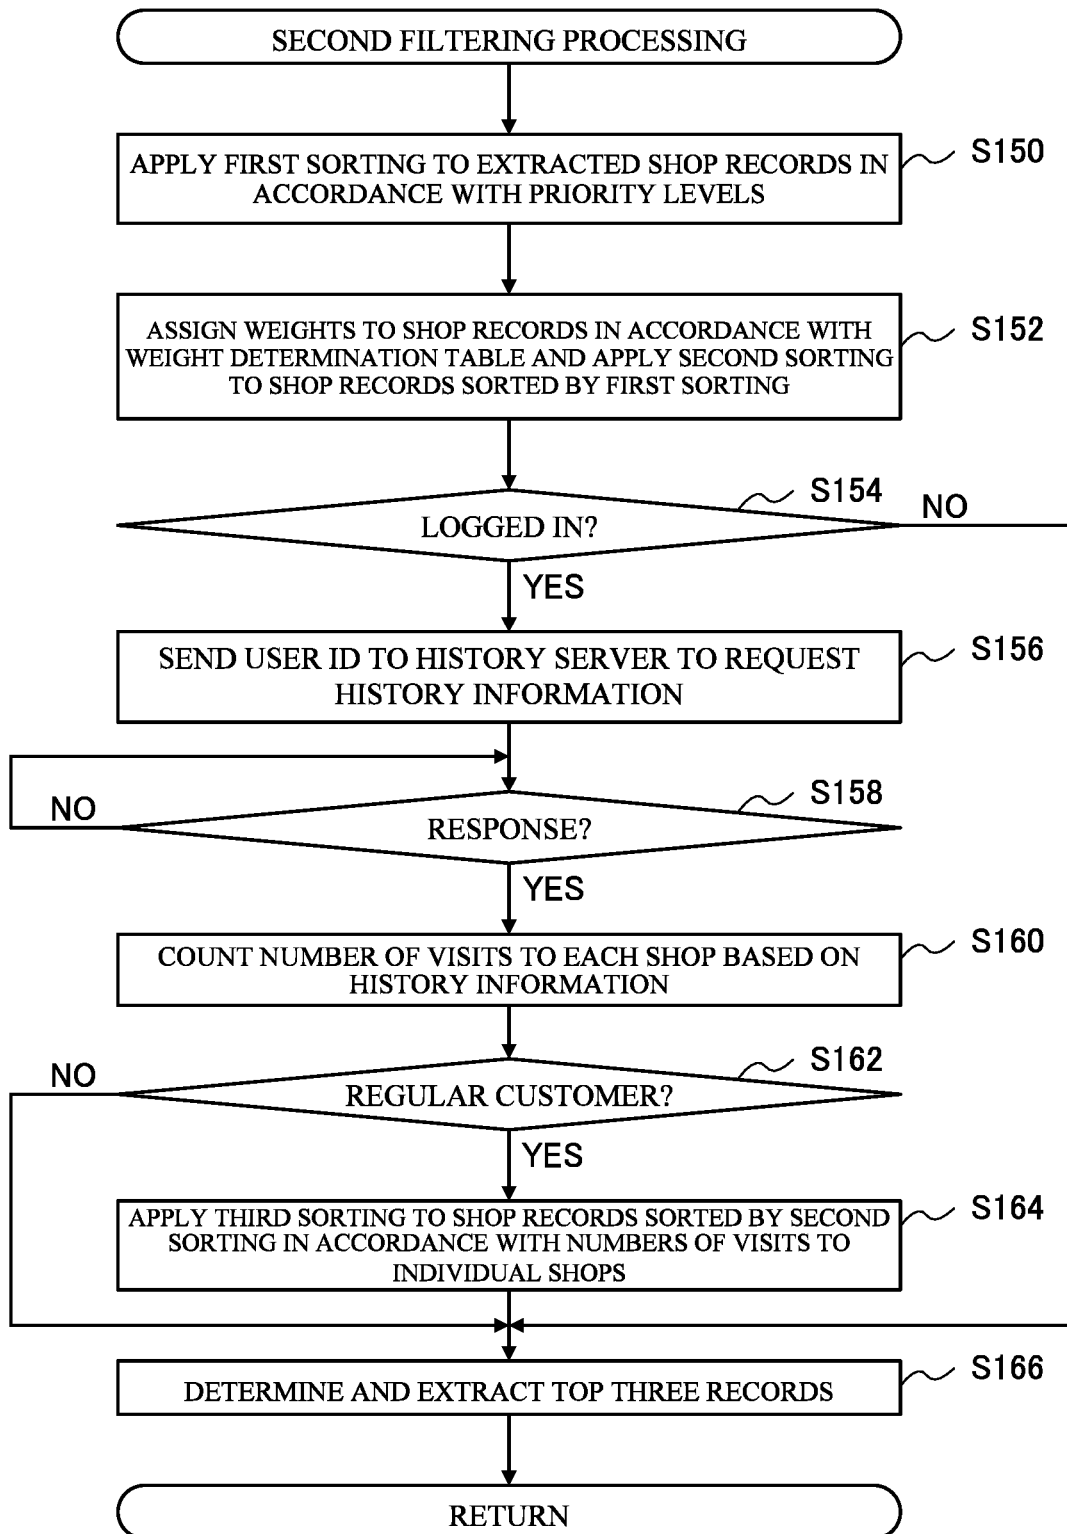 SECOND FILTERING PROCESSING
S150
APPLY FIRST SORTING TO EXTRACTED SHOP RECORDS IN
ACCORDANCE WITH PRIORITY LEVELS
S152
ASSIGN WEIGHTS TO SHOP RECORDS IN ACCORDANCE WITH
WEIGHT DETERMINATION TABLE AND APPLY SECOND SORTING
TO SHOP RECORDS SORTED BY FIRST SORTING
S154
NO
LOGGED IN?
YES
S156
SEND USER ID TO HISTORY SERVER TO REQUEST
HISTORY INFORMATION
S158
NO
RESPONSE?
YES
S160
COUNT NUMBER OF VISITS TO EACH SHOP BASED ON
HISTORY INFORMATION
S162
NO
REGULAR CUSTOMER?
YES
S164
APPLY THIRD SORTING TO SHOP RECORDS SORTED BY SECOND
SORTING IN ACCORDANCE WITH NUMBERS OF VISITS TO
INDIVIDUAL SHOPS
S166
DETERMINE AND EXTRACT TOP THREE RECORDS
RETURN